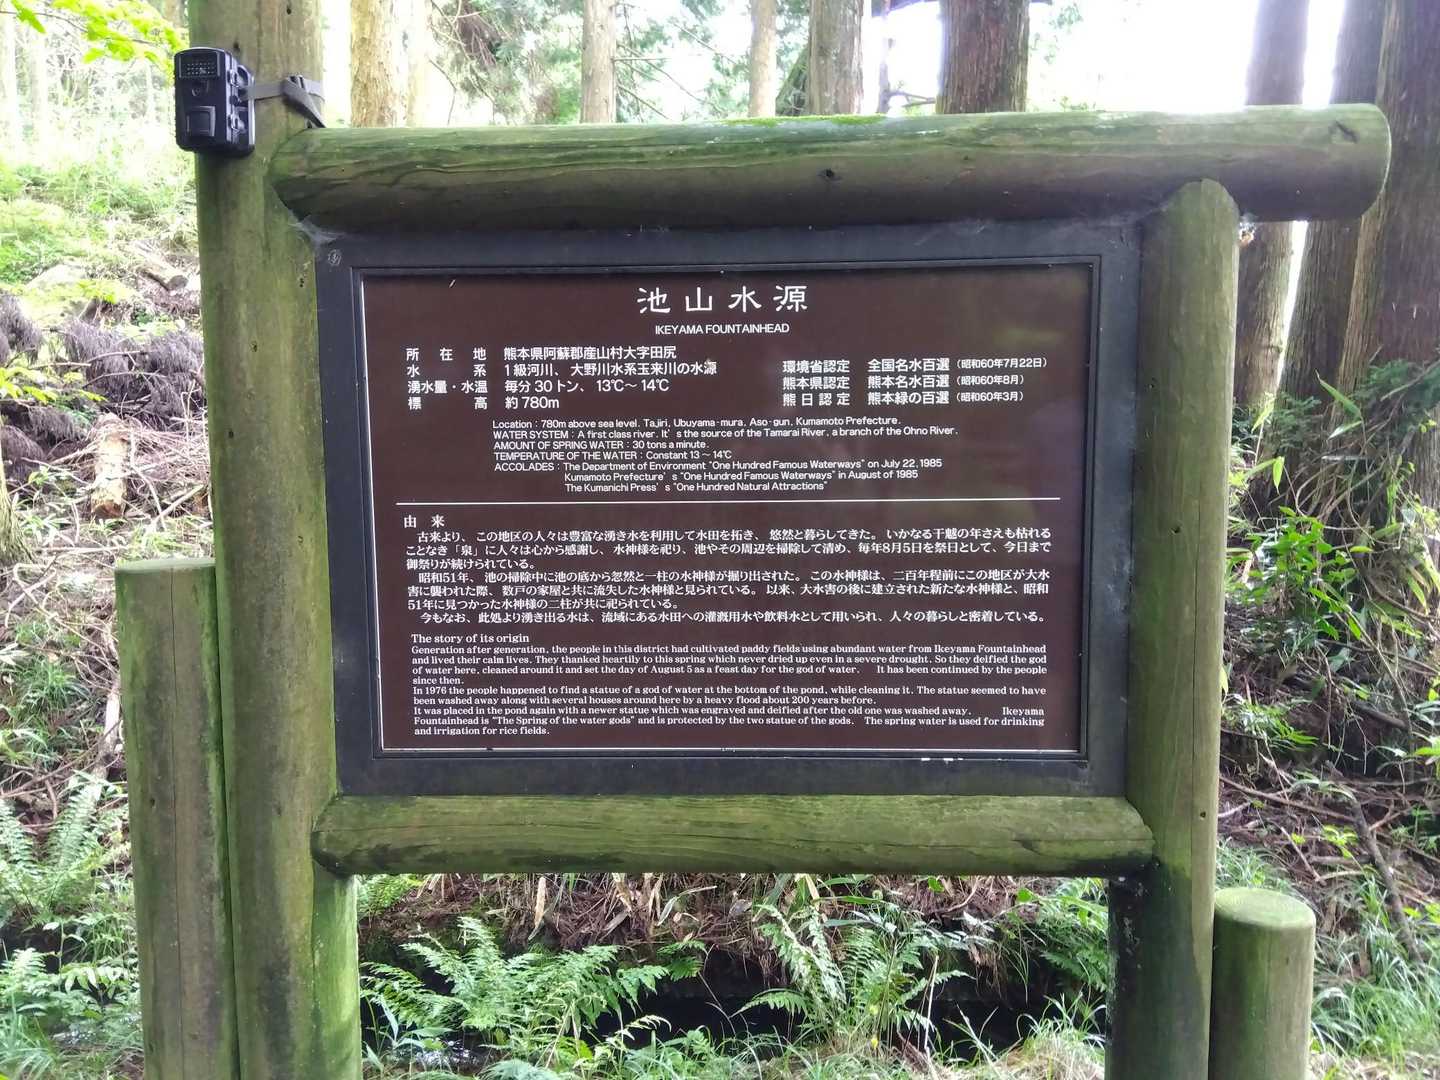 池山水源
IKEYAMA FOUNTAINHEAD
所在地 熊本県阿蘇郡産山村大字田尻
水系 1級河川、大野川水系玉来川の水源
湧水量・水温 毎分30トン、13℃～14℃
標高 約780m
環境省認定 全国名水百選(昭和60年7月22日)
熊本県認定 熊本名水百選(昭和60年8月)
熊日認定 熊本緑の百選(昭和60年3月)
Location : 780m above sea level. Tajiri, Ubuyama-mura, Aso-gun, Kumamoto Prefecture.
WATER SYSTEM : A first class river. It's the source of the Tamarai River, a branch of the Ohno River.
AMOUNT OF SPRING WATER : 30 tons a minute.
TEMPERATURE OF THE WATER : Constant 13～14℃
ACCOLADES : The Department of Environment "One Hundred Famous Waterways" on July 22, 1985
Kumamoto Prefecture's "One Hundred Famous Waterways" in August of 1985
The Kumanichi Press's "One Hundred Natural Attractions"
由来
古来より、この地区の人々は豊富な湧き水を利用して水田を拓き、悠然と暮らしてきた。いかなる干魃の年さえも枯れる
ことなき「泉」に人々は心から感謝し、水神様を祀り、池やその周辺を掃除して清め、毎年8月5日を祭日として、今日まで
御祭りが続けられている。
昭和51年、池の掃除中に池の底から忽然と一柱の水神様が掘り出された。この水神様は、二百年程前にこの地区が大水
害に襲われた際、数戸の家屋と共に流失した水神様と見られている。以来、大水害の後に建立された新たな水神様と、昭和
51年に見つかった水神様の二柱が共に祀られている。
今もなお、此処より湧き出る水は、流域にある水田への灌漑用水や飲料水として用いられ、人々の暮らしと密着している。
The story of its origin
Generation after generation, the people in this district had cultivated paddy fields using abundant water from Ikeyama Fountainhead
and lived their calm lives. They thanked heartily to this spring which never dried up even in a severe drought. So they deified the god
of water here, cleaned around it and set the day of August 5 as a feast day for the god of water. It has been continued by the people
since then.
In 1976 the people happened to find a statue of a god of water at the bottom of the pond, while cleaning it. The statue seemed to have
been washed away along with several houses around here by a heavy flood about 200 years before.
It was placed in the pond again with a newer statue which was engraved and deified after the old one was washed away. Ikeyama
Fountainhead is "The Spring of the water gods" and is protected by the two statue of the gods. The spring water is used for drinking
and irrigation for rice fields.